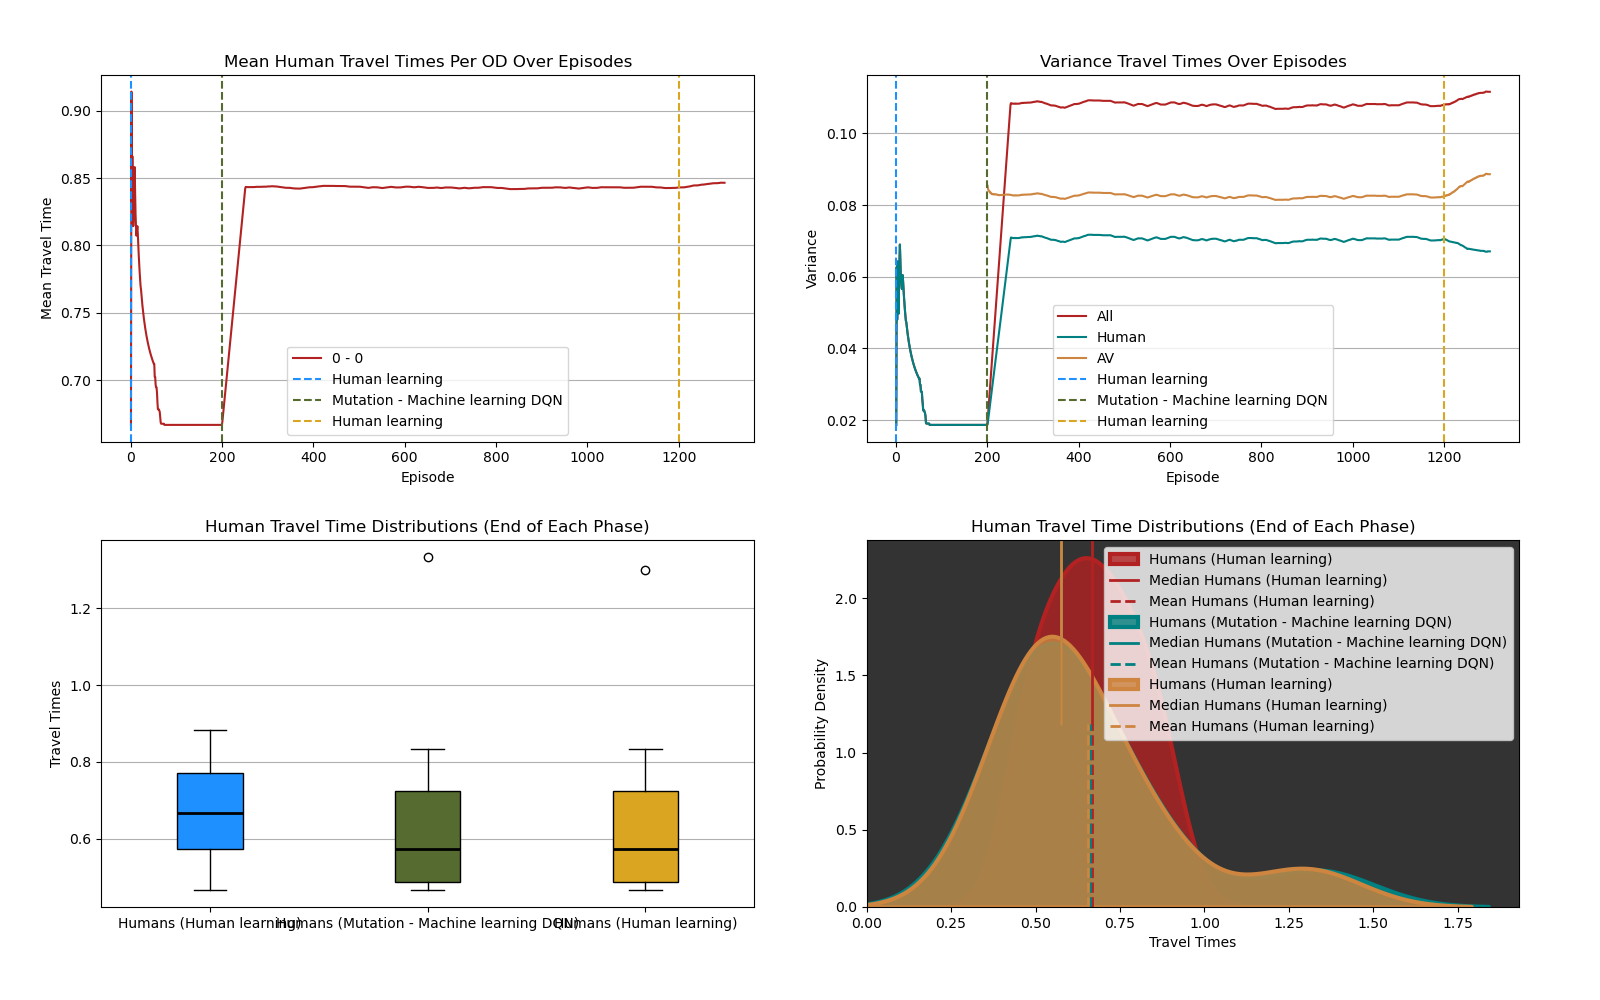 Mean Human Travel Times Per OD Over Episodes
Mean Travel Time
0.90
0.85
0.80
0.75
0.70
0 - 0
Human learning
Mutation - Machine learning DQN
Human learning
0 200 400 600 800 1000 1200
Episode
Variance Travel Times Over Episodes
Variance
0.10
0.08
0.06
0.04
0.02
All
Human
AV
Human learning
Mutation - Machine learning DQN
Human learning
0 200 400 600 800 1000 1200
Episode
Human Travel Time Distributions (End of Each Phase)
Travel Times
1.2
1.0
0.8
0.6
Humans (Human learning) Humans (Mutation - Machine learning DQN) Humans (Human learning)
Human Travel Time Distributions (End of Each Phase)
Probability Density
2.0
1.5
1.0
0.5
0.0
Humans (Human learning)
Median Humans (Human learning)
Mean Humans (Human learning)
Humans (Mutation - Machine learning DQN)
Median Humans (Mutation - Machine learning DQN)
Mean Humans (Mutation - Machine learning DQN)
Humans (Human learning)
Median Humans (Human learning)
Mean Humans (Human learning)
0.00 0.25 0.50 0.75 1.00 1.25 1.50 1.75
Travel Times